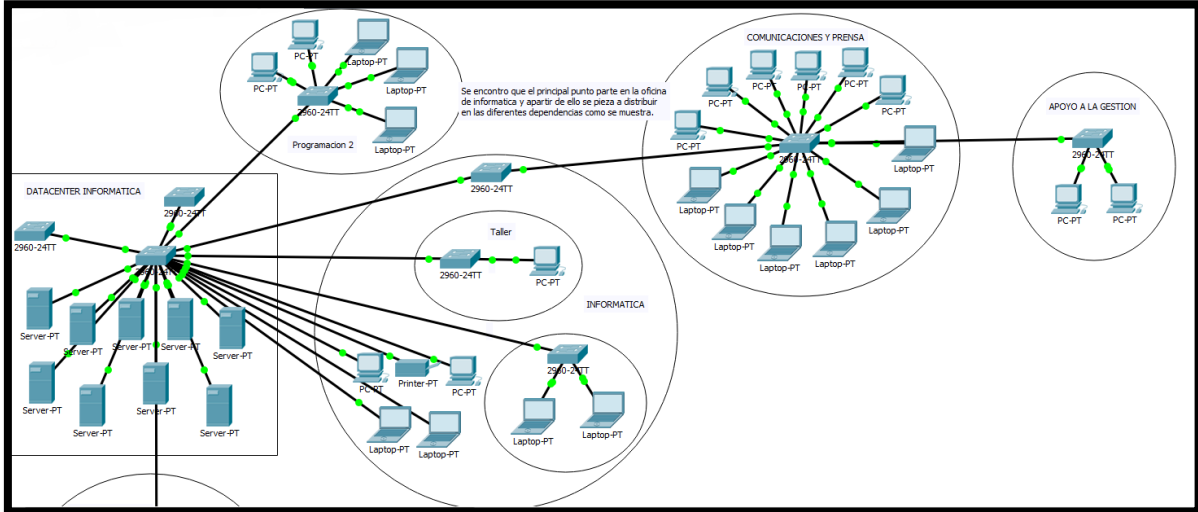 PC-PT
Laptop-PT
PC-PT
Laptop-PT
2960-24TT
Laptop-PT
Programacion 2
Se encontro que el principal punto parte en la oficina
de informatica y apartir de ello se pieza a distribuir
en las diferentes dependencias como se muestra.
COMUNICACIONES Y PRENSA
PC-PT
PC-PT
PC-PT
PC-PT
PC-PT
PC-PT
2960-24TT
Laptop-PT
Laptop-PT
Laptop-PT
Laptop-PT
Laptop-PT
Laptop-PT
APOYO A LA GESTION
2960-24TT
PC-PT
PC-PT
DATACENTER INFORMATICA
2960-24TT
2960-24TT
2960-24TT
Server-PT
Server-PT
Server-PT
Server-PT
Server-PT
Server-PT
Server-PT
Server-PT
Server-PT
2960-24TT
Taller
2960-24TT
PC-PT
INFORMATICA
PC-PT
Printer-PT
PC-PT
Laptop-PT
Laptop-PT
2960-24TT
Laptop-PT
Laptop-PT